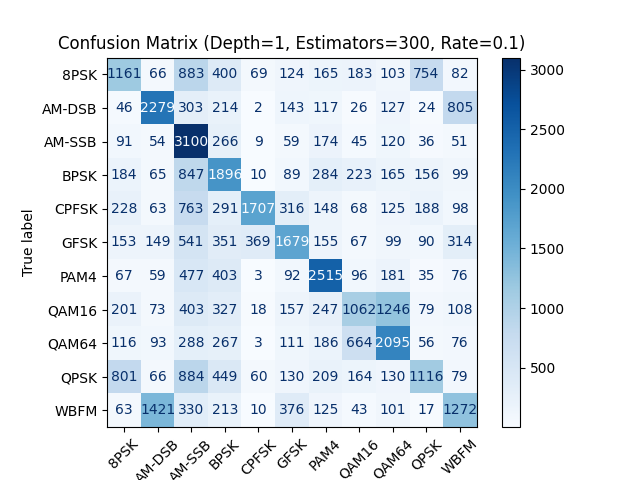 Confusion Matrix (Depth=1, Estimators=300, Rate=0.1)
True label
8PSK 1161 66 883 400 69 124 165 183 103 754 82
AM-DSB 46 2279 303 214 2 143 117 26 127 24 805
AM-SSB 91 54 3100 266 9 59 174 45 120 36 51
BPSK 184 65 847 1896 10 89 284 223 165 156 99
CPFSK 228 63 763 291 1707 316 148 68 125 188 98
GFSK 153 149 541 351 369 1679 155 67 99 90 314
PAM4 67 59 477 403 3 92 2515 96 181 35 76
QAM16 201 73 403 327 18 157 247 1062 1246 79 108
QAM64 116 93 288 267 3 111 186 664 2095 56 76
QPSK 801 66 884 449 60 130 209 164 130 1116 79
WBFM 63 1421 330 213 10 376 125 43 101 17 1272
8PSK AM-DSB AM-SSB BPSK CPFSK GFSK PAM4 QAM16 QAM64 QPSK WBFM
3000
2500
2000
1500
1000
500